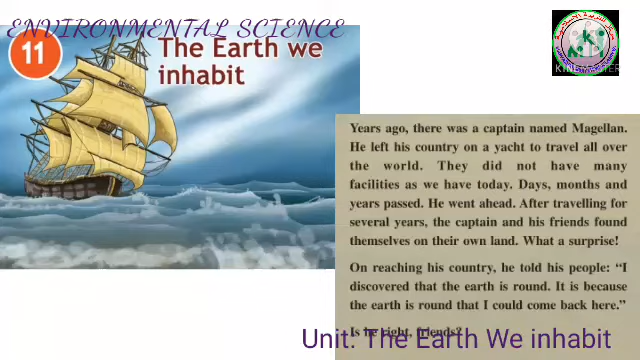 ENVIRONMENTAL SCIENCE
11
The Earth we
inhabit
Years ago, there was a captain named Magellan.
He left his country on a yacht to travel all over
the world. They did not have many
facilities as we have today. Days, months and
years passed. He went ahead. After travelling for
several years, the captain and his friends found
themselves on their own land. What a surprise!
On reaching his country, he told his people: “I
discovered that the earth is round. It is because
the earth is round that I could come back here.”
Is he right, friends?
Unit: The Earth We inhabit